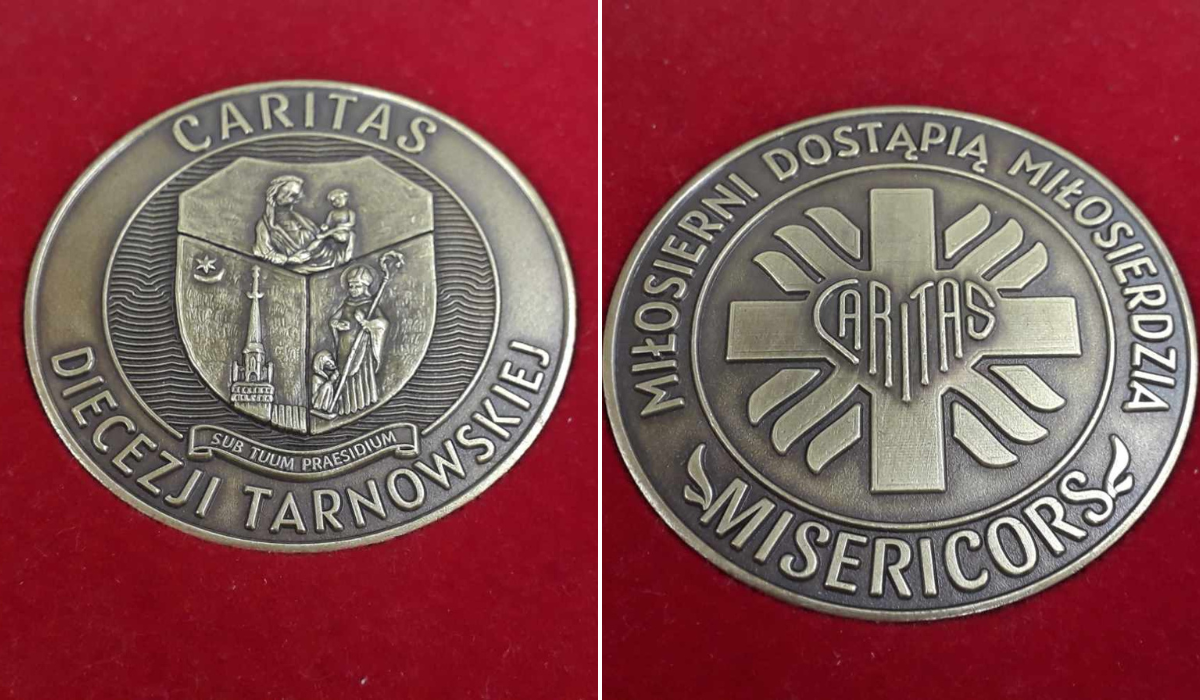 CARITAS
DIECEZJI TARNOWSKIEJ
SUB TUUM PRAESIDIUM
MIŁOSIERNI DOSTĄPIĄ MIŁOSIERDZIA
CARITAS
MISERICORS